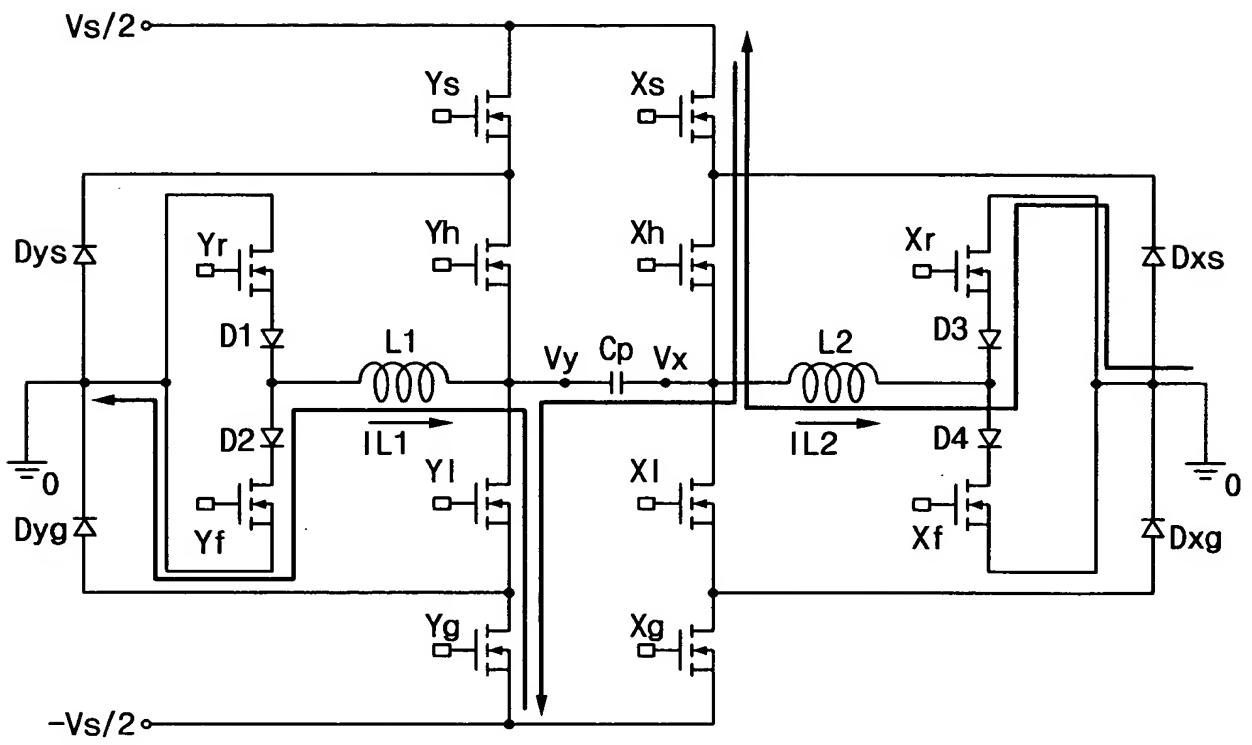 Vs/2
Ys
Xs
Dys
Yr
Yh
Xh
Xr
Dxs
D1
L1
Vy
Cp
Vx
L2
D3
0
D2
IL1
IL2
D4
0
Yl
Xl
Dyg
Yf
Xf
Dxg
Yg
Xg
-Vs/2